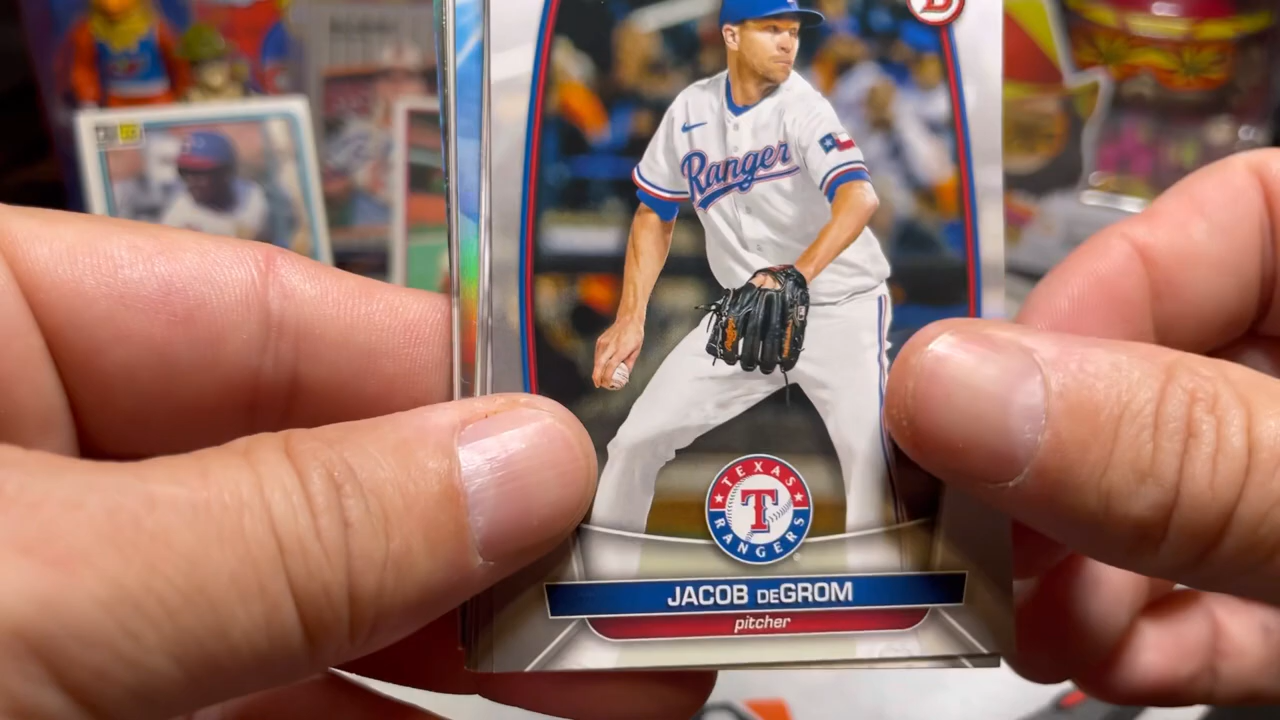 B
Ranger
TEXAS
T
RANGERS
JACOB DEGROM
pitcher